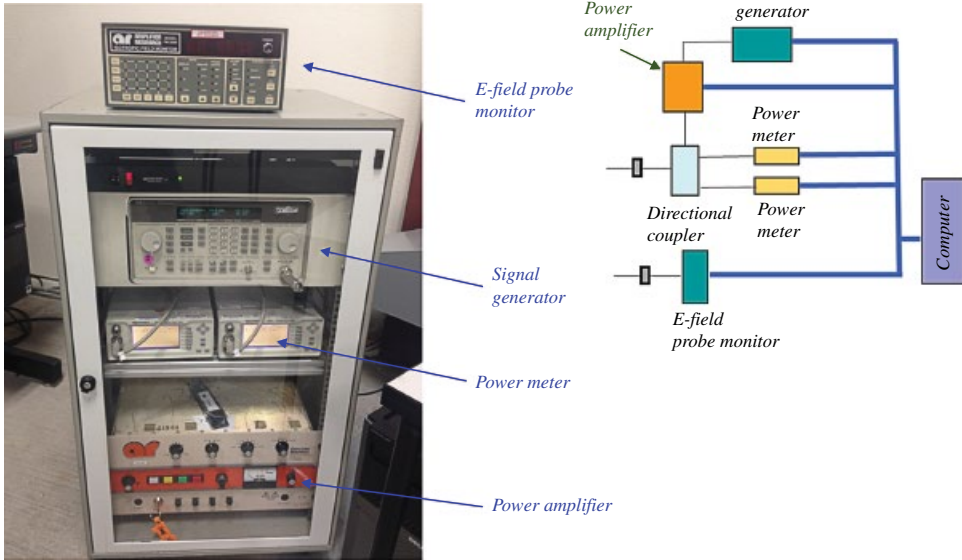 E-field probe
monitor
Signal
generator
Power meter
Power amplifier
Power
amplifier
generator
Power
meter
Directional
coupler
Power
meter
Computer
E-field
probe monitor
ar